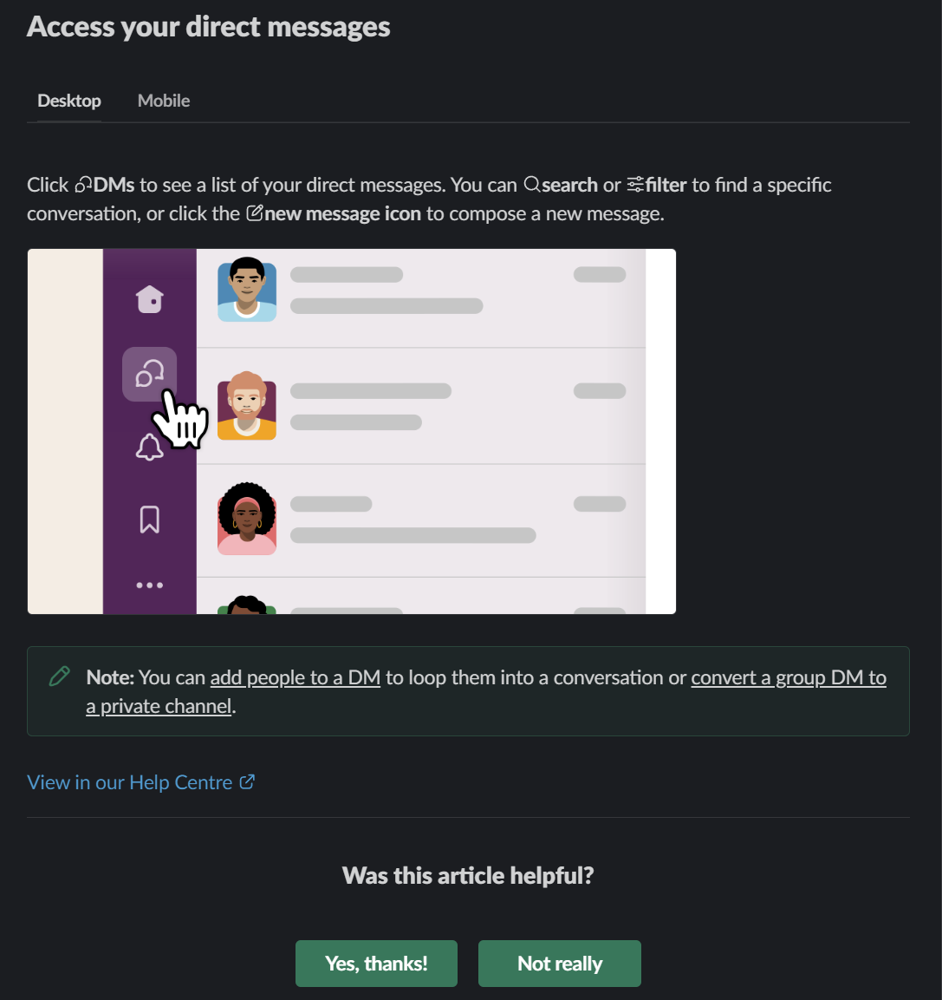 Access your direct messages
Desktop Mobile
Click DMs to see a list of your direct messages. You can search or filter to find a specific
conversation, or click the new message icon to compose a new message.
Note: You can add people to a DM to loop them into a conversation or convert a group DM to
a private channel.
View in our Help Centre
Was this article helpful?
Yes, thanks! Not really